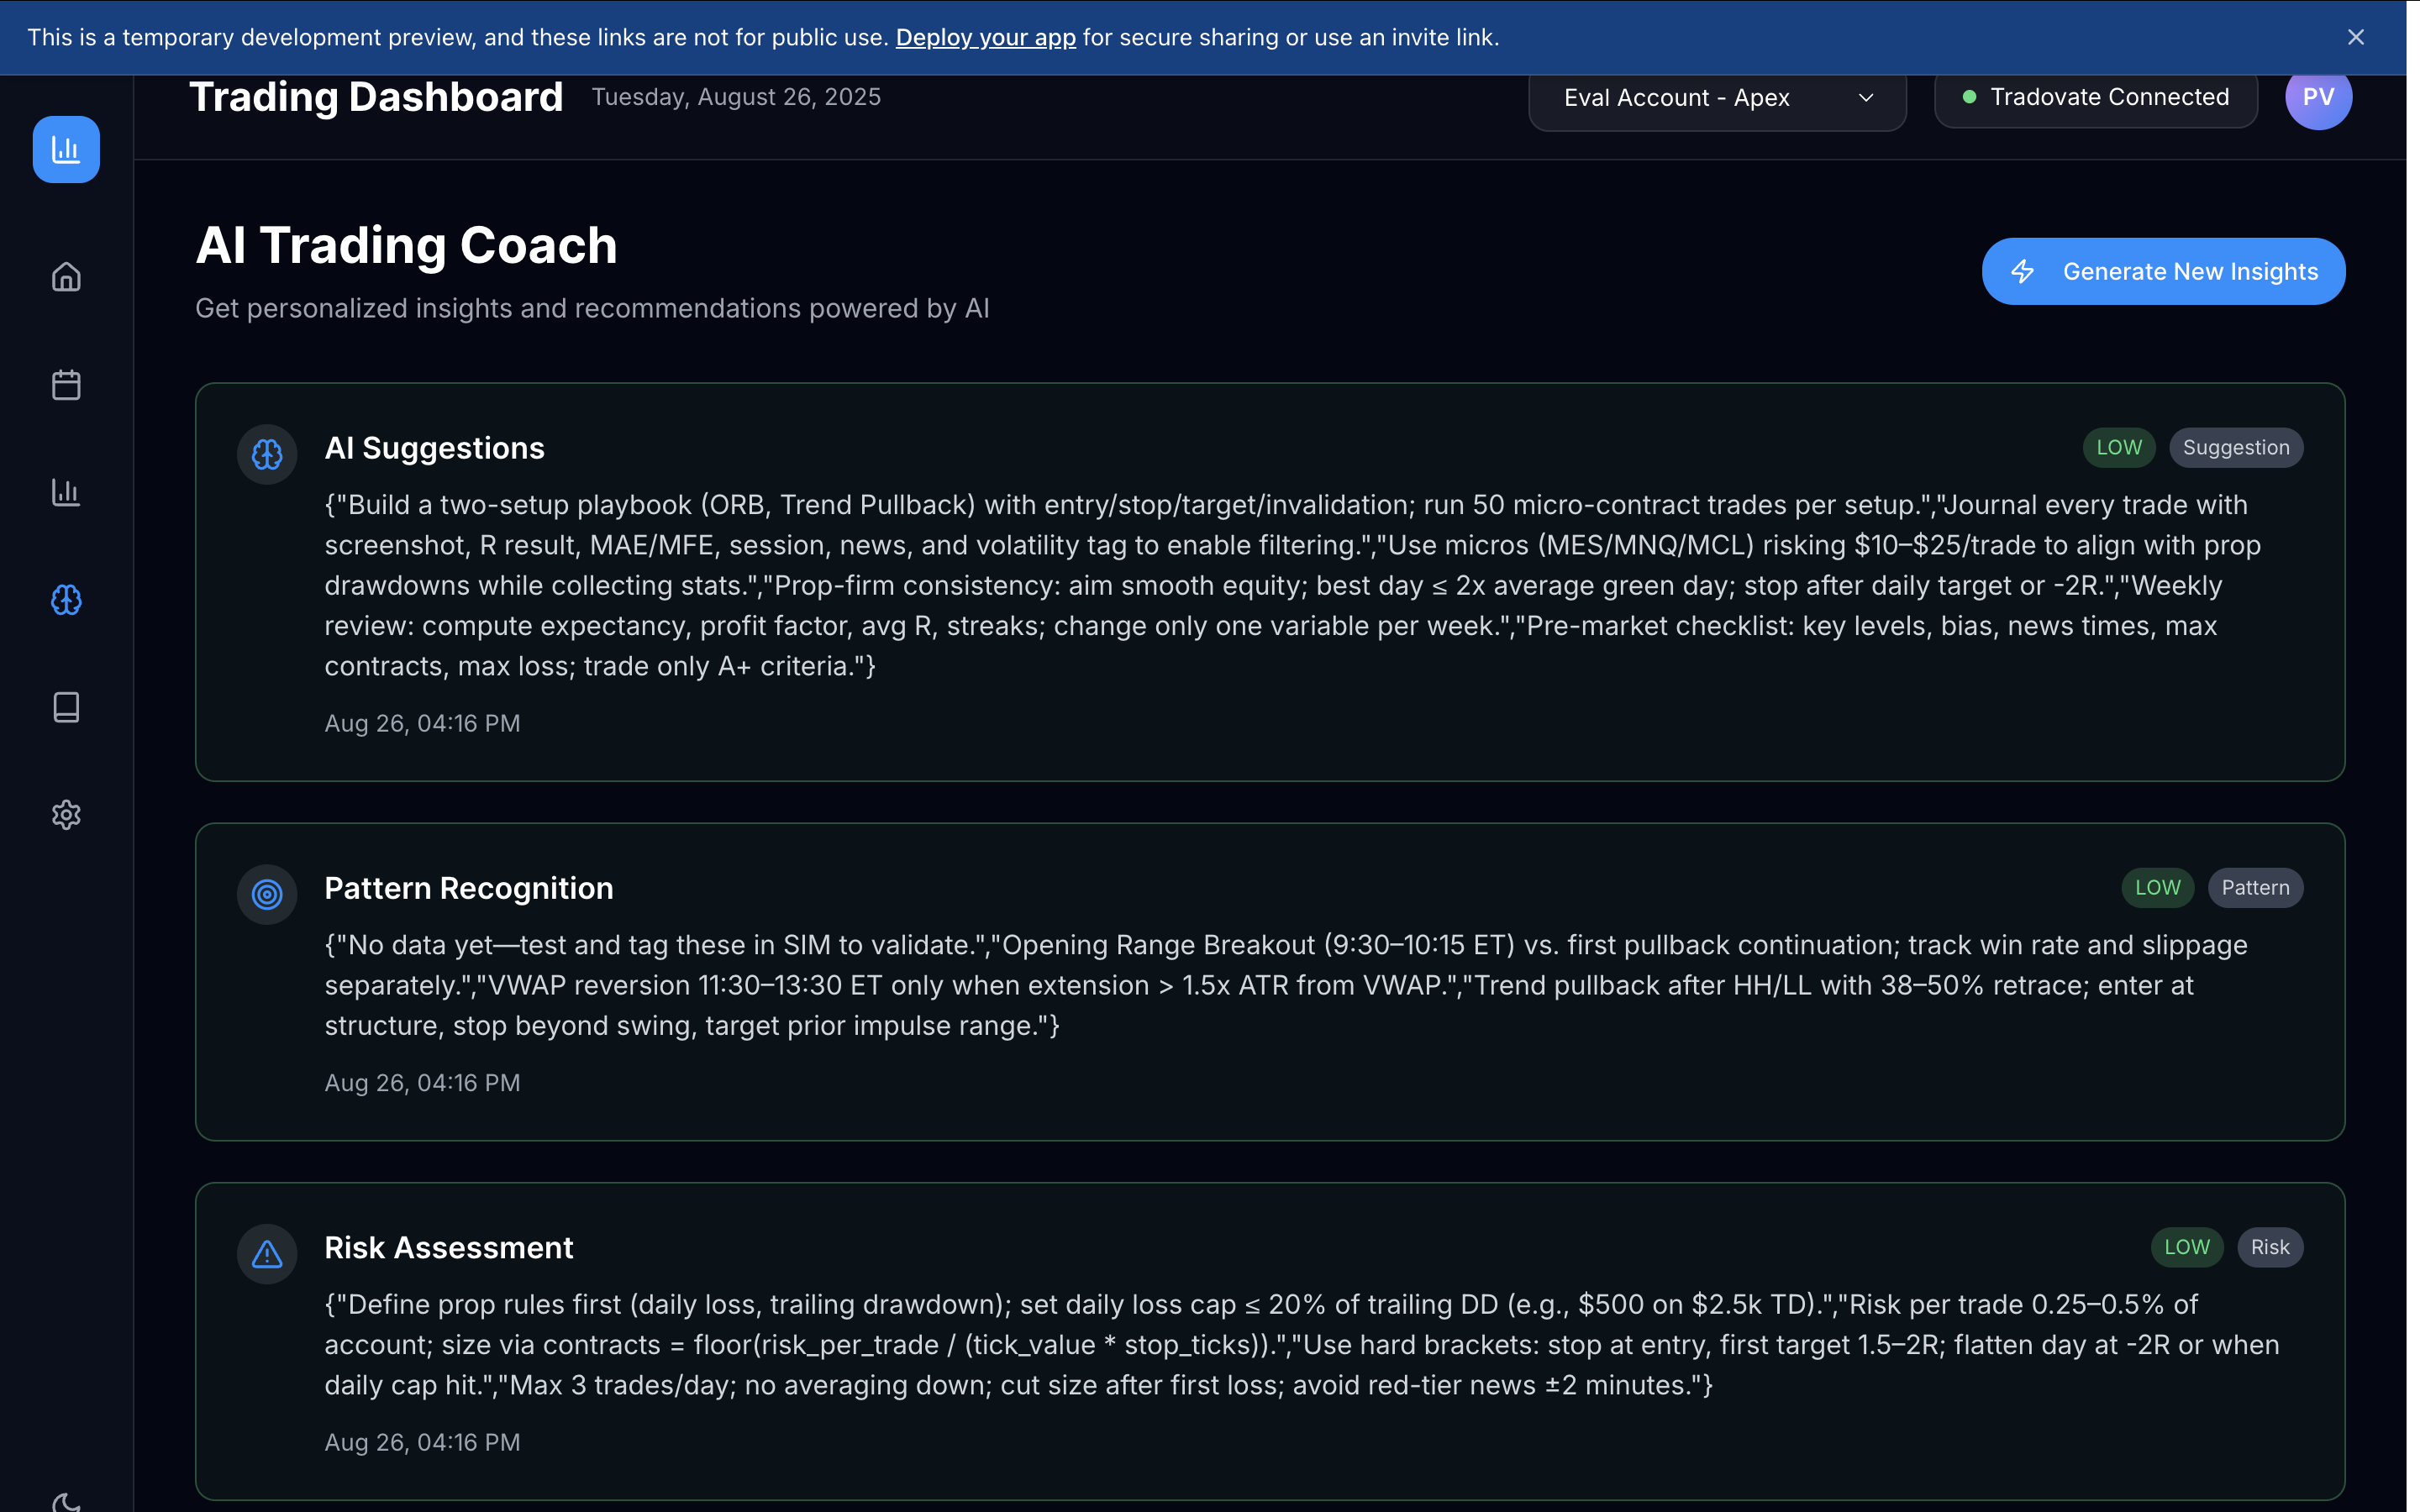 This is a temporary development preview, and these links are not for public use. Deploy your app for secure sharing or use an invite link.
Trading Dashboard
Tuesday, August 26, 2025
Eval Account - Apex
Tradovate Connected
PV
AI Trading Coach
Get personalized insights and recommendations powered by AI
Generate New Insights
AI Suggestions
LOW
Suggestion
{"Build a two-setup playbook (ORB, Trend Pullback) with entry/stop/target/invalidation; run 50 micro-contract trades per setup.","Journal every trade with
screenshot, R result, MAE/MFE, session, news, and volatility tag to enable filtering.","Use micros (MES/MNQ/MCL) risking $10–$25/trade to align with prop
drawdowns while collecting stats.","Prop-firm consistency: aim smooth equity; best day ≤ 2x average green day; stop after daily target or -2R.","Weekly
review: compute expectancy, profit factor, avg R, streaks; change only one variable per week.","Pre-market checklist: key levels, bias, news times, max
contracts, max loss; trade only A+ criteria."}
Aug 26, 04:16 PM
Pattern Recognition
LOW
Pattern
{"No data yet—test and tag these in SIM to validate.","Opening Range Breakout (9:30–10:15 ET) vs. first pullback continuation; track win rate and slippage
separately.","VWAP reversion 11:30–13:30 ET only when extension > 1.5x ATR from VWAP.","Trend pullback after HH/LL with 38–50% retrace; enter at
structure, stop beyond swing, target prior impulse range."}
Aug 26, 04:16 PM
Risk Assessment
LOW
Risk
{"Define prop rules first (daily loss, trailing drawdown); set daily loss cap ≤ 20% of trailing DD (e.g., $500 on $2.5k TD).","Risk per trade 0.25–0.5% of
account; size via contracts = floor(risk_per_trade / (tick_value * stop_ticks)).","Use hard brackets: stop at entry, first target 1.5–2R; flatten day at -2R or when
daily cap hit.","Max 3 trades/day; no averaging down; cut size after first loss; avoid red-tier news ±2 minutes."}
Aug 26, 04:16 PM